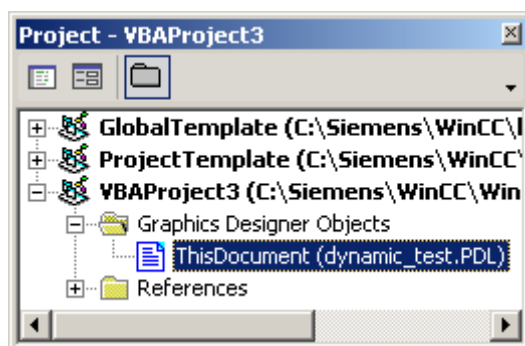 Project - VBAProject3
GlobalTemplate (C:\Siemens\WinCC\
ProjectTemplate (C:\Siemens\WinCC\
VBAProject3 (C:\Siemens\WinCC\Win
Graphics Designer Objects
ThisDocument (dynamic_test.PDL)
References